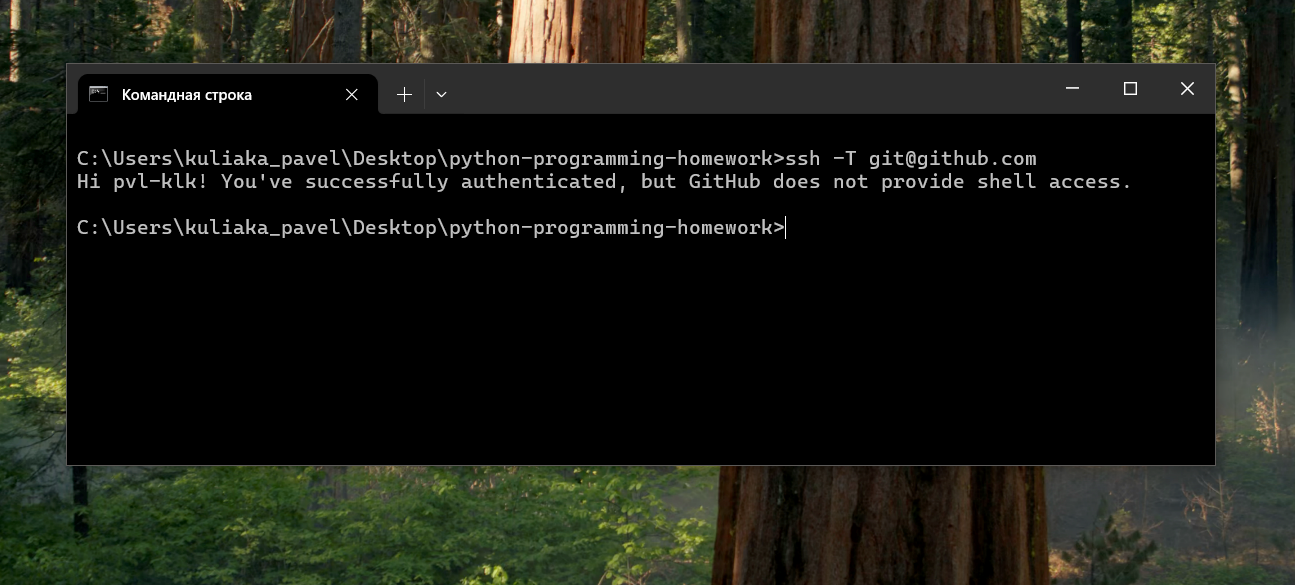 Командная строка
C:\Users\kuliaka_pavel\Desktop\python-programming-homework>ssh -T git@github.com
Hi pvl-klk! You've successfully authenticated, but GitHub does not provide shell access.
C:\Users\kuliaka_pavel\Desktop\python-programming-homework>